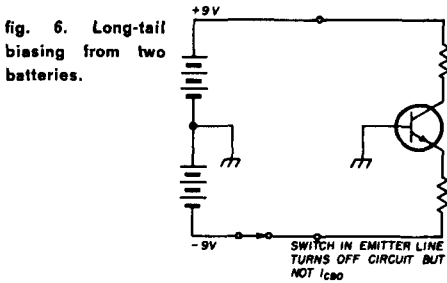 fig. 6. Long-tail
biasing from two
batteries.
+9V
-9V
SWITCH IN EMITTER LINE
TURNS OFF CIRCUIT BUT
NOT ICBO